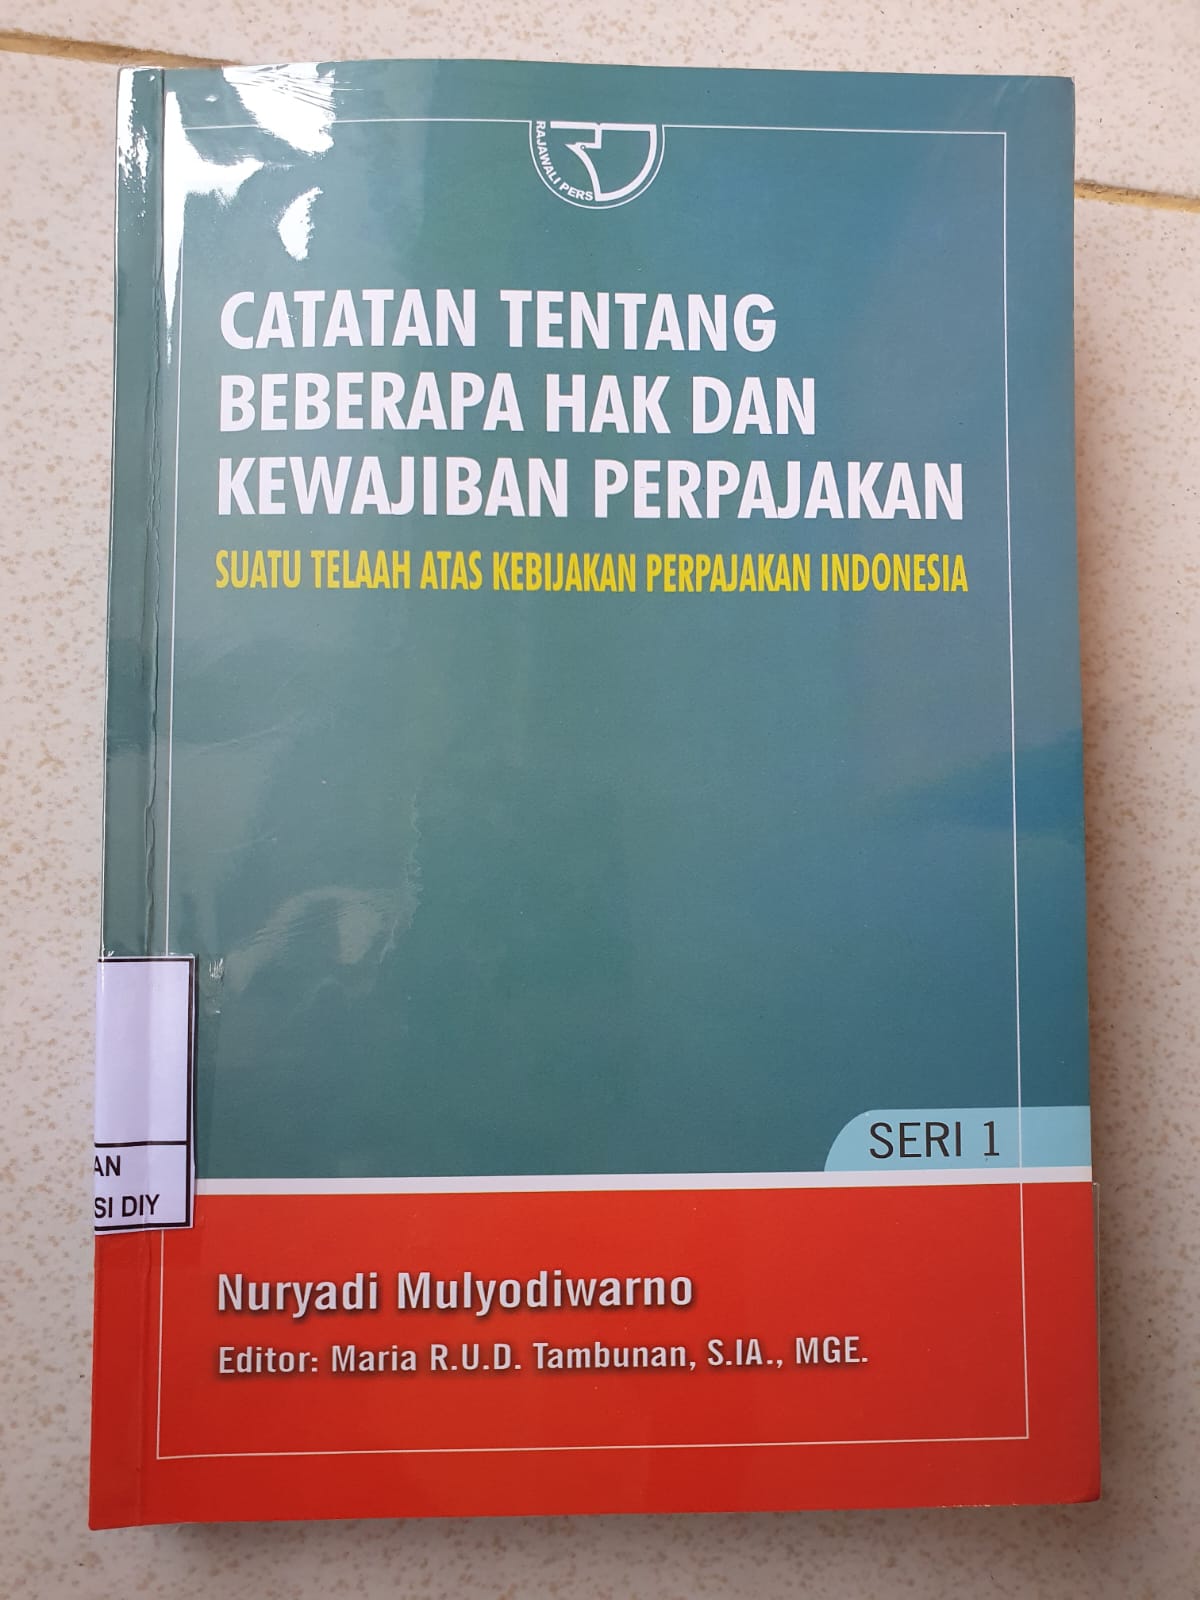 RAJAWALI PERS
CATATAN TENTANG
BEBERAPA HAK DAN
KEWAJIBAN PERPAJAKAN
SUATU TELAAH ATAS KEBIJAKAN PERPAJAKAN INDONESIA
SERI 1
AN
SI DIY
Nuryadi Mulyodiwarno
Editor: Maria R.U.D. Tambunan, S.IA., MGE.